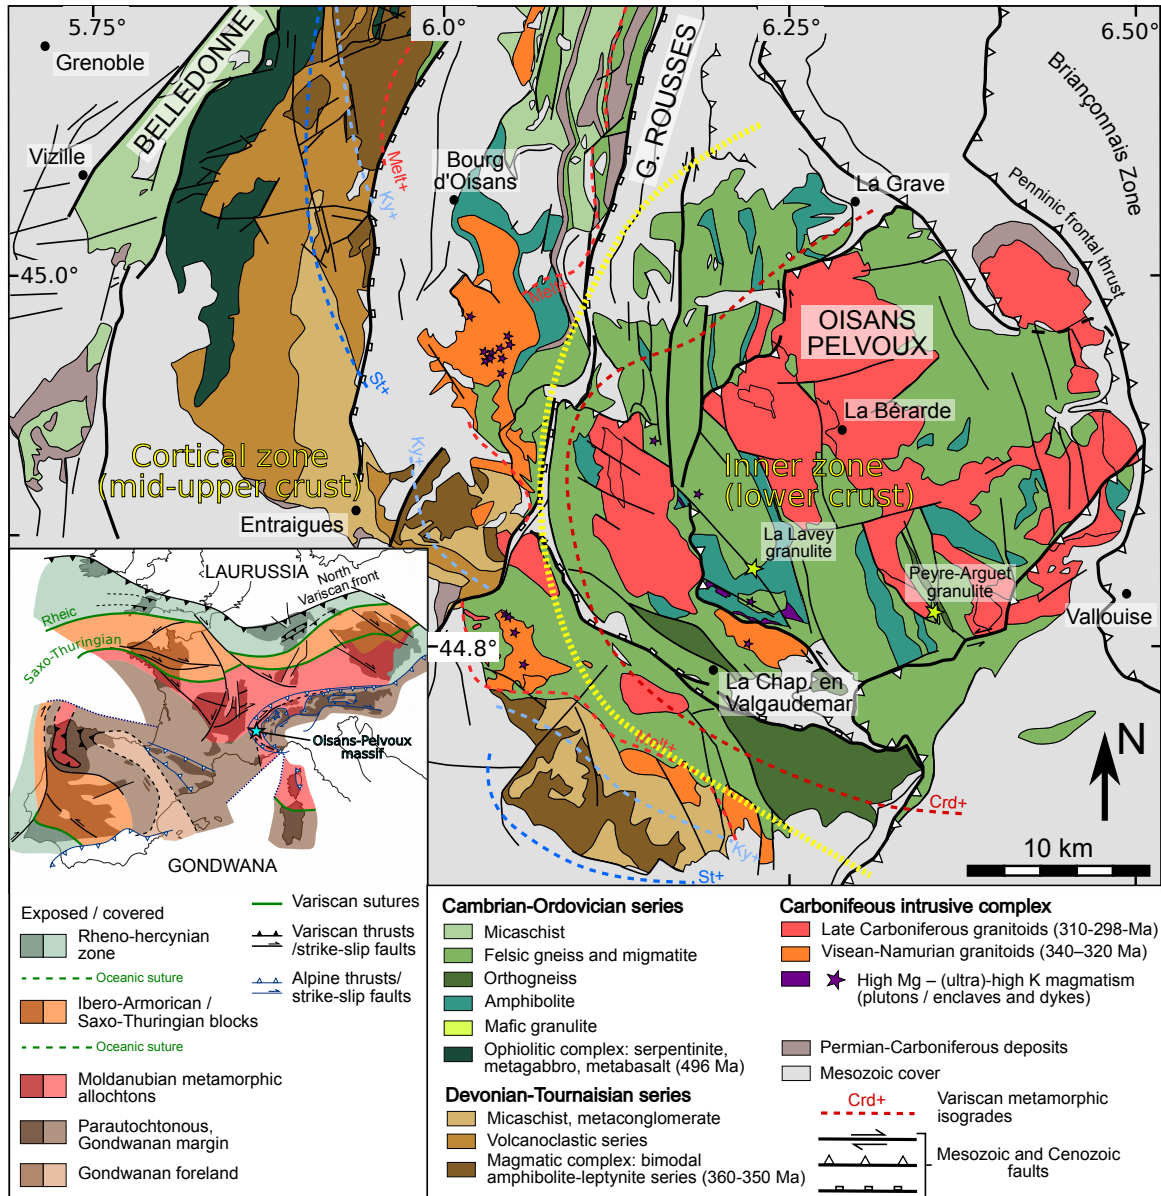 5.75°
6.0°
6.25°
6.50°
Grenoble
BELLEDONNE
G. ROUSSES
Briançonnais Zone
Vizille
Melt+
Ky+
Bourg
d'Oisans
La Grave
Penninic frontal thrust
45.0°
Melt+
OISANS
PELVOUX
St+
La Bérarde
Ky+
Cortical zone
(mid-upper crust)
Inner zone
(lower crust)
Entraigues
La Lavey
granulite
Peyre-Arguet
granulite
Vallouise
44.8°
La Chap. en
Valgaudemar
Melt+
Ky+
St+
Crd+
N
10 km
LAURUSSIA
North
Variscan front
Rheic
Saxo-Thuringian
Oisans-Pelvoux
massif
GONDWANA
Exposed / covered
Rheno-hercynian
zone
Oceanic suture
Ibero-Armorican /
Saxo-Thuringian blocks
Oceanic suture
Moldanubian metamorphic
allochtons
Parautochtonous,
Gondwanan margin
Gondwanan foreland
Variscan sutures
Variscan thrusts
/strike-slip faults
Alpine thrusts/
strike-slip faults
Cambrian-Ordovician series
Micaschist
Felsic gneiss and migmatite
Orthogneiss
Amphibolite
Mafic granulite
Ophiolitic complex: serpentinite,
metagabbro, metabasalt (496 Ma)
Devonian-Tournaisian series
Micaschist, metaconglomerate
Volcanoclastic series
Magmatic complex: bimodal
amphibolite-leptynite series (360-350 Ma)
Carbonifeous intrusive complex
Late Carboniferous granitoids (310-298-Ma)
Visean-Namurian granitoids (340–320 Ma)
High Mg – (ultra)-high K magmatism
(plutons / enclaves and dykes)
Permian-Carboniferous deposits
Mesozoic cover
Crd+
Variscan metamorphic
isogrades
Mesozoic and Cenozoic
faults